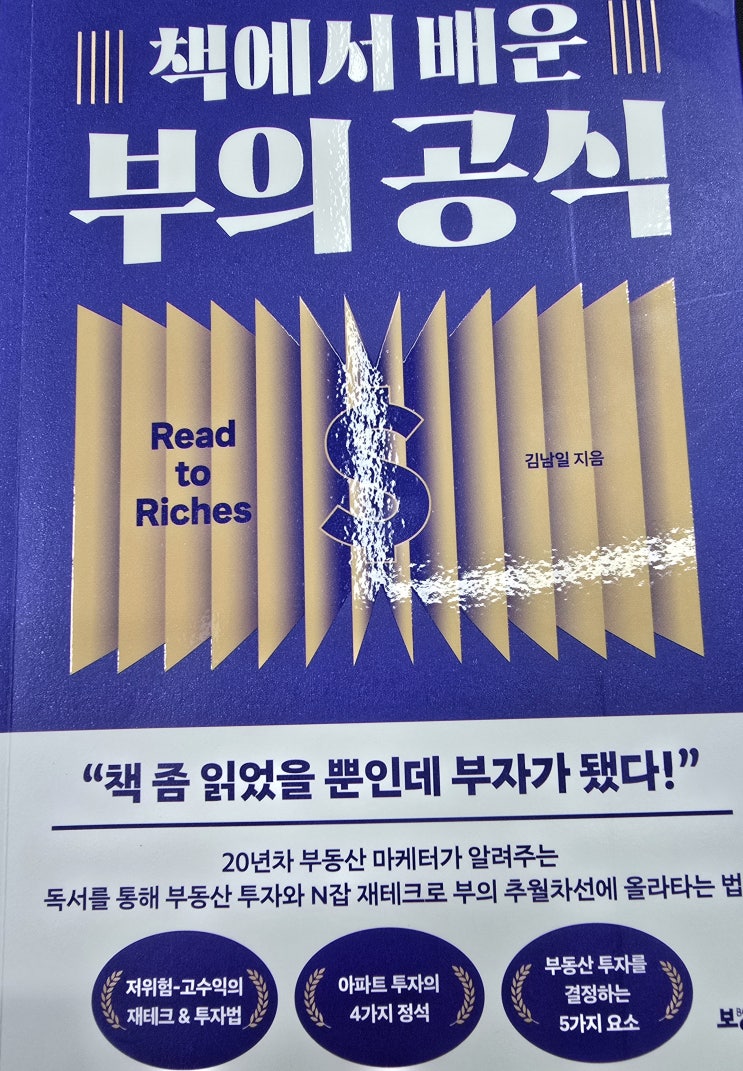 책에서 배운
부의 공식
Read
to
Riches
$
김남일 지음
“책 좀 읽었을 뿐인데 부자가 됐다!”
20년차 부동산 마케터가 알려주는
독서를 통해 부동산 투자와 N잡 재테크로 부의 추월차선에 올라타는 법
저위험-고수익의
재테크 & 투자법
아파트 투자의
4가지 정석
부동산 투자를
결정하는
5가지 요소